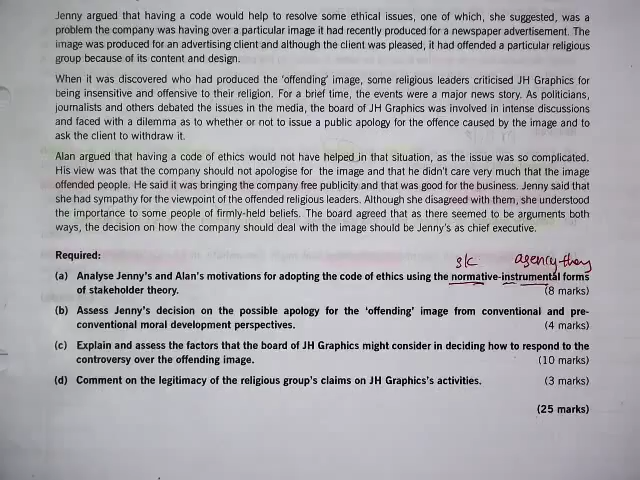 Jenny argued that having a code would help to resolve some ethical issues, one of which, she suggested, was a
problem the company was having over a particular image it had recently produced for a newspaper advertisement. The
image was produced for an advertising client and although the client was pleased, it had offended a particular religious
group because of its content and design.
When it was discovered who had produced the 'offending' image, some religious leaders criticised JH Graphics for
being insensitive and offensive to their religion. For a brief time, the events were a major news story. As politicians,
journalists and others debated the issues in the media, the board of JH Graphics was involved in intense discussions
and faced with a dilemma as to whether or not to issue a public apology for the offence caused by the image and to
ask the client to withdraw it.
Alan argued that having a code of ethics would not have helped in that situation, as the issue was so complicated.
His view was that the company should not apologise for the image and that he didn't care very much that the image
offended people. He said it was bringing the company free publicity and that was good for the business. Jenny said that
she had sympathy for the viewpoint of the offended religious leaders. Although she disagreed with them, she understood
the importance to some people of firmly-held beliefs. The board agreed that as there seemed to be arguments both
ways, the decision on how the company should deal with the image should be Jenny's as chief executive.
Required:
s/c agency thory
(a) Analyse Jenny's and Alan's motivations for adopting the code of ethics using the normative-instrumental forms
of stakeholder theory. (8 marks)
(b) Assess Jenny's decision on the possible apology for the 'offending' image from conventional and pre-
conventional moral development perspectives. (4 marks)
(c) Explain and assess the factors that the board of JH Graphics might consider in deciding how to respond to the
controversy over the offending image. (10 marks)
(d) Comment on the legitimacy of the religious group's claims on JH Graphics's activities. (3 marks)
(25 marks)